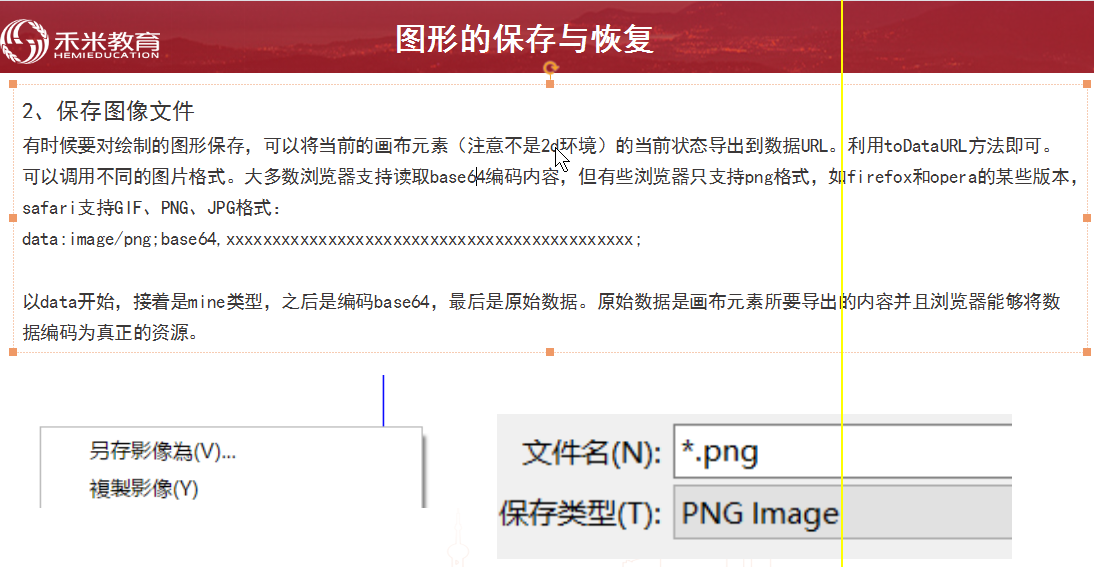 禾米教育
HEMIEDUCATION
图形的保存与恢复
2、保存图像文件
有时候要对绘制的图形保存，可以将当前的画布元素（注意不是2d环境）的当前状态导出到数据URL。利用toDataURL方法即可。
可以调用不同的图片格式。大多数浏览器支持读取base64编码内容，但有些浏览器只支持png格式，如firefox和opera的某些版本，
safari支持GIF、PNG、JPG格式：
data:image/png;base64,xxxxxxxxxxxxxxxxxxxxxxxxxxxxxxxxxxxxxxxxxxxx;
以data开始，接着是mine类型，之后是编码base64，最后是原始数据。原始数据是画布元素所要导出的内容并且浏览器能够将数
据编码为真正的资源。
另存影像為(V)...
複製影像(Y)
文件名(N): *.png
保存类型(T): PNG Image